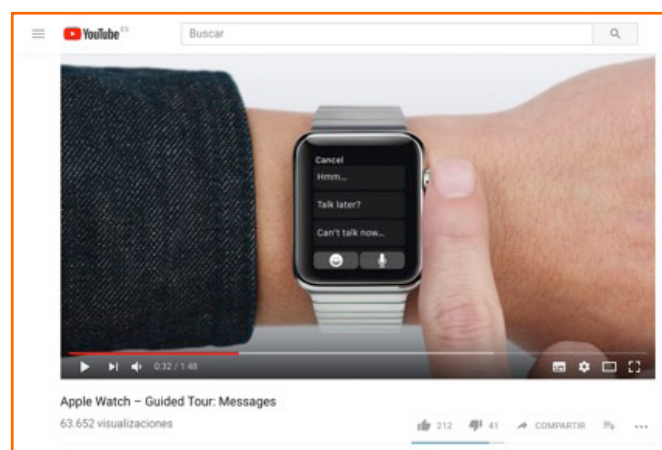 YouTube ES
Buscar
Cancel
Hmm...
Talk later?
Can't talk now...
0:32 / 1:48
Apple Watch – Guided Tour: Messages
63.652 visualizaciones
212 41 COMPARTIR